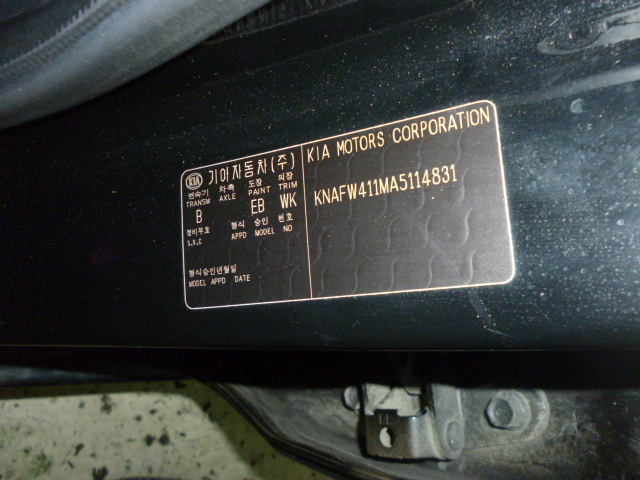 KIA 기아자동차(주)
KIA MOTORS CORPORATION
변속기 차축 도장 의장
TRANSM AXLE PAINT TRIM
B EB WK
KNAFW411MA5114831
정비부호 형식 승인 번호
S.V.C APPD MODEL NO
형식승인년월일
MODEL APPD DATE